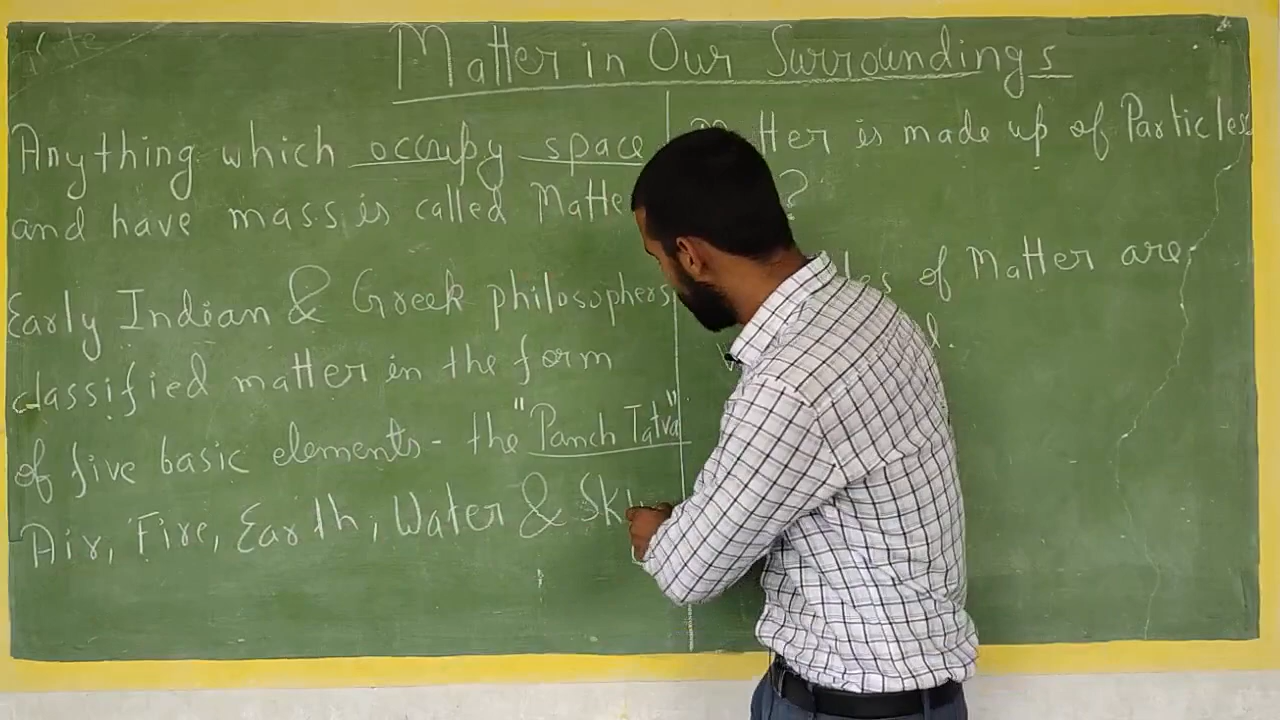 Matter in Our Surroundings
Anything which occupy space
and have mass is called Matte
Early Indian & Greek philosophers
classified matter in the form
of five basic elements - the "Panch Tatva"
Air, Fire, Earth, Water & Sky
is made up of Particles
?
of Matter are